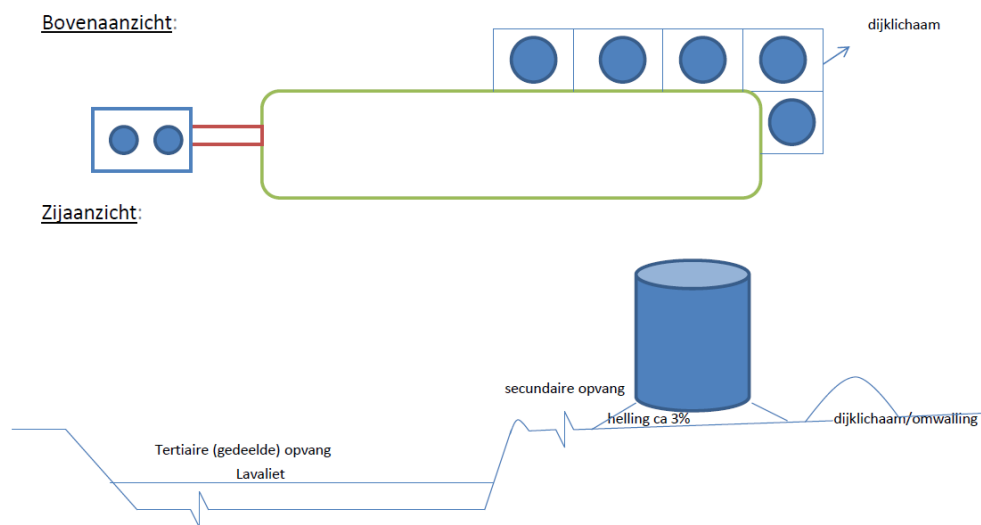 Bovenaanzicht:
dijklichaam
Zijaanzicht:
secundaire opvang
helling ca 3%
dijklichaam/omwalling
Tertiaire (gedeelde) opvang
Lavaliet